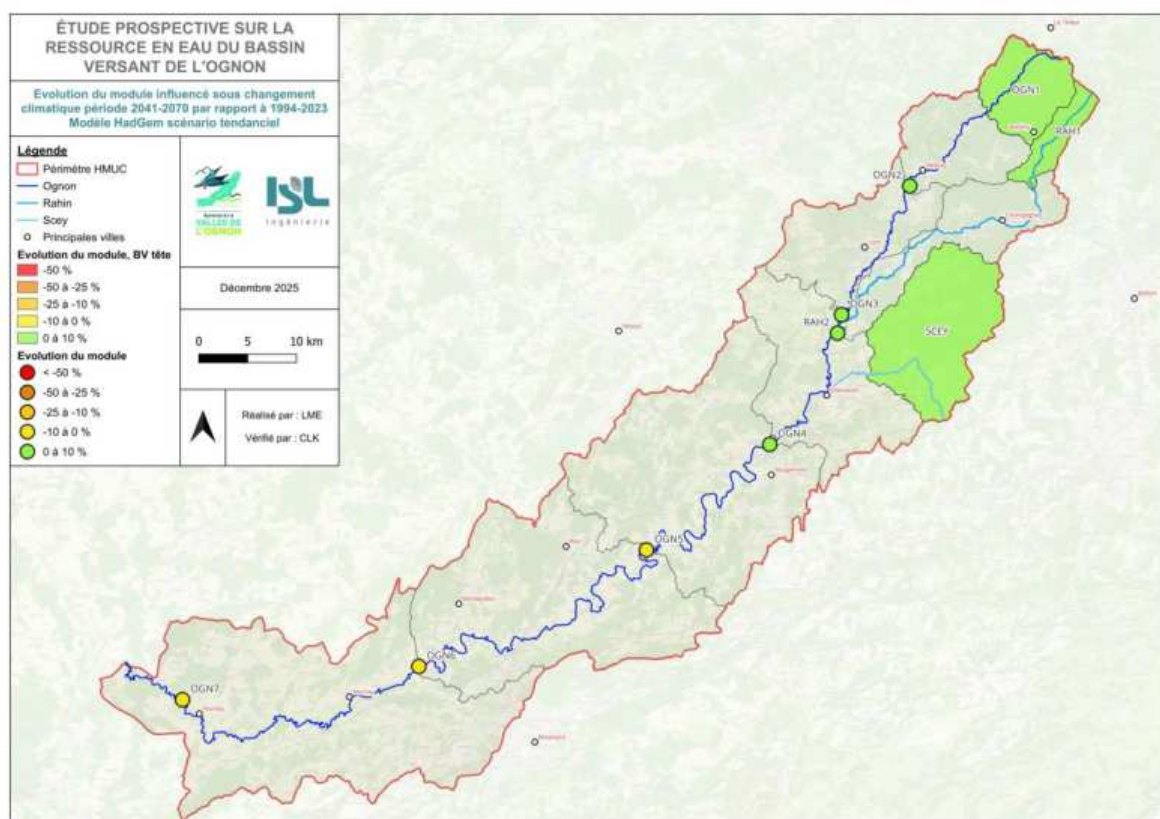 ÉTUDE PROSPECTIVE SUR LA
RESSOURCE EN EAU DU BASSIN
VERSANT DE L'OGNON
Evolution du module influencé sous changement
climatique période 2041-2070 par rapport à 1994-2023
Modèle HadGem scénario tendanciel
Légende
Périmètre HMUC
Ognon
Rahin
Scey
Principales villes
Evolution du module, BV tête
-50 %
-50 à -25 %
-25 à -10 %
-10 à 0 %
0 à 10 %
Evolution du module
< -50 %
-50 à -25 %
-25 à -10 %
-10 à 0 %
0 à 10 %
VALLÉE DE
L'OGNON
ISL
Ingénierie
Décembre 2025
0 5 10 km
Réalisé par : LME
Vérifié par : CLK
OGN1
RAH1
OGN2
OGN3
RAH2
SCEY
OGN4
OGN5
OGN6
OGN7